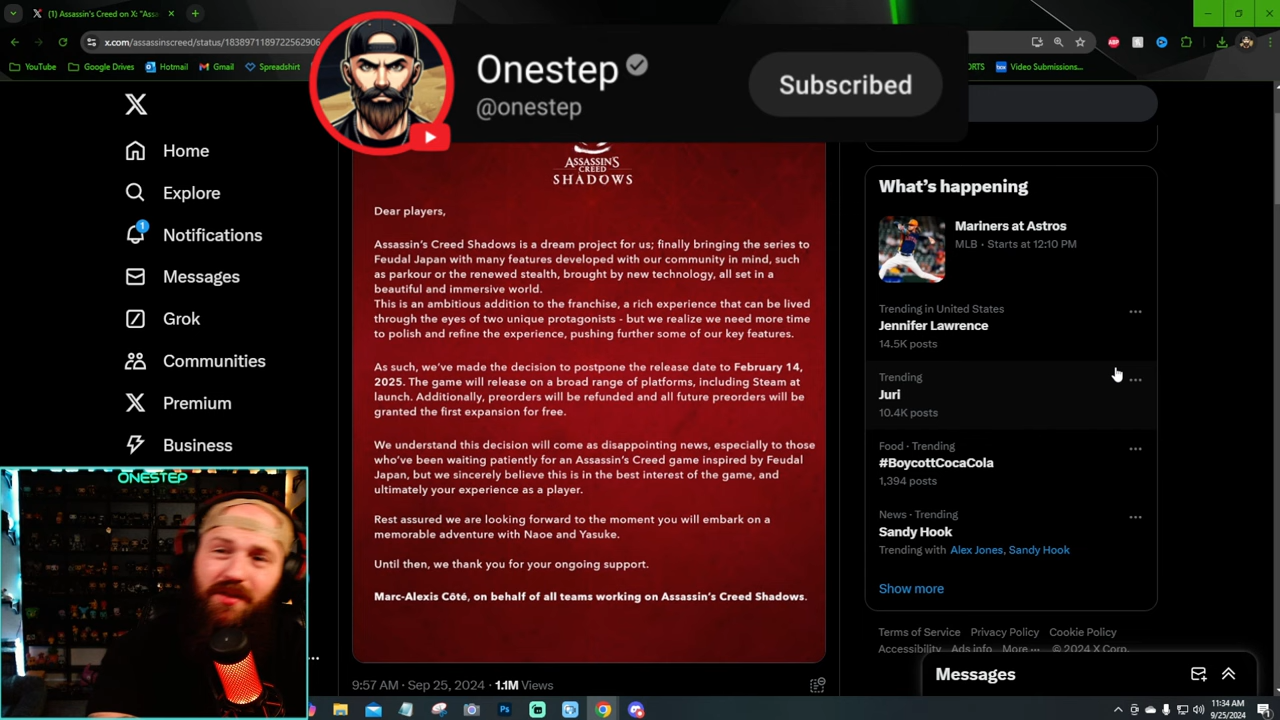 (1) Assassin's Creed on X: "Assa
x.com/assassinscreed/status/1838971189722562906
YouTube
Google Drives
Hotmail
Gmail
Spreadshirt
ORTS
Video Submissions...
Onestep
@onestep
Subscribed
Home
Explore
1
Notifications
Messages
Grok
Communities
Premium
Business
ONESTEP
ASSASSIN'S
CREED
SHADOWS
Dear players,
Assassin's Creed Shadows is a dream project for us; finally bringing the series to
Feudal Japan with many features developed with our community in mind, such
as parkour or the renewed stealth, brought by new technology, all set in a
beautiful and immersive world.
This is an ambitious addition to the franchise, a rich experience that can be lived
through the eyes of two unique protagonists - but we realize we need more time
to polish and refine the experience, pushing further some of our key features.
As such, we've made the decision to postpone the release date to February 14,
2025. The game will release on a broad range of platforms, including Steam at
launch. Additionally, preorders will be refunded and all future preorders will be
granted the first expansion for free.
We understand this decision will come as disappointing news, especially to those
who've been waiting patiently for an Assassin's Creed game inspired by Feudal
Japan, but we sincerely believe this is in the best interest of the game, and
ultimately your experience as a player.
Rest assured we are looking forward to the moment you will embark on a
memorable adventure with Naoe and Yasuke.
Until then, we thank you for your ongoing support.
Marc-Alexis Côté, on behalf of all teams working on Assassin's Creed Shadows.
9:57 AM · Sep 25, 2024 · 1.1M Views
What's happening
Mariners at Astros
MLB · Starts at 12:10 PM
Trending in United States
Jennifer Lawrence
14.5K posts
Trending
Juri
10.4K posts
Food · Trending
#BoycottCocaCola
1,394 posts
News · Trending
Sandy Hook
Trending with Alex Jones, Sandy Hook
Show more
Terms of Service Privacy Policy Cookie Policy
Accessibility Ads info More ... © 2024 X Corp.
Messages
11:34 AM
9/25/2024